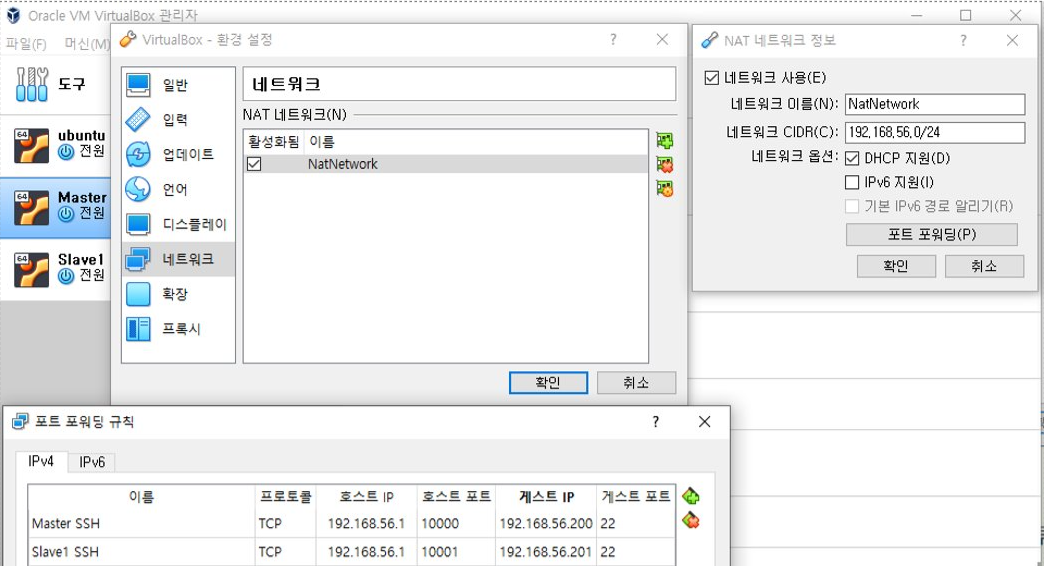 Oracle VM VirtualBox 관리자
파일(F) 머신(M)
도구
64 ubuntu
전원
64 Master
전원
64 Slave1
전원
VirtualBox - 환경 설정 ?
일반
입력
업데이트
언어
디스플레이
네트워크
확장
프록시
네트워크
NAT 네트워크(N)
활성화됨 이름
NatNetwork
확인 취소
NAT 네트워크 정보 ?
네트워크 사용(E)
네트워크 이름(N): NatNetwork
네트워크 CIDR(C): 192.168.56.0/24
네트워크 옵션: DHCP 지원(D)
IPv6 지원(I)
기본 IPv6 경로 알리기(R)
포트 포워딩(P)
확인 취소
포트 포워딩 규칙 ?
IPv4 IPv6
이름 프로토콜 호스트 IP 호스트 포트 게스트 IP 게스트 포트
Master SSH TCP 192.168.56.1 10000 192.168.56.200 22
Slave1 SSH TCP 192.168.56.1 10001 192.168.56.201 22